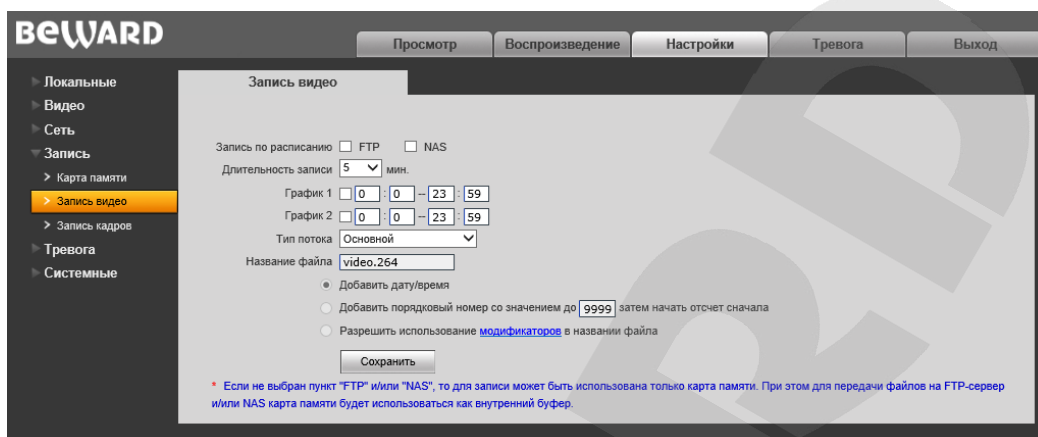 BEWARD
Просмотр Воспроизведение Настройки Тревога Выход
Локальные
Видео
Сеть
Запись
Карта памяти
Запись видео
Запись кадров
Тревога
Системные
Запись видео
Запись по расписанию FTP NAS
Длительность записи 5 мин.
График 1 0 : 0 -- 23 : 59
График 2 0 : 0 -- 23 : 59
Тип потока Основной
Название файла video.264
Добавить дату/время
Добавить порядковый номер со значением до 9999 затем начать отсчет сначала
Разрешить использование модификаторов в названии файла
Сохранить
* Если не выбран пункт "FTP" и/или "NAS", то для записи может быть использована только карта памяти. При этом для передачи файлов на FTP-сервер
и/или NAS карта памяти будет использоваться как внутренний буфер.